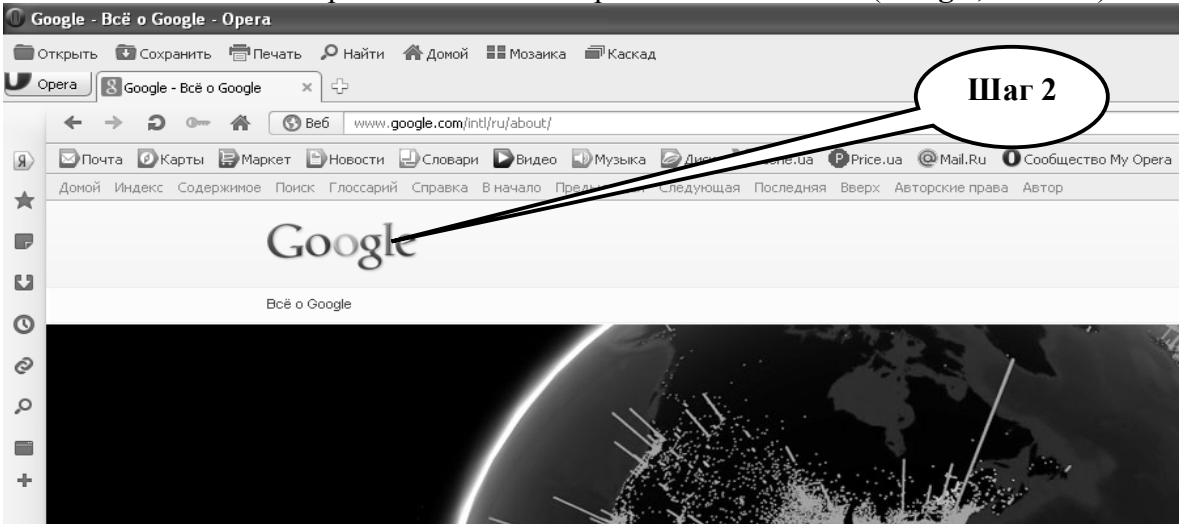 Google - Всё о Google - Opera
Открыть Сохранить Печать Найти Домой Мозаика Каскад
Opera Google - Всё о Google
Шаг 2
Веб www.google.com/intl/ru/about/
Я Почта Карты Маркет Новости Словари Видео Музыка Price.ua Mail.Ru Сообщество My Opera
Домой Индекс Содержимое Поиск Глоссарий Справка В начало Следующая Последняя Вверх Авторские права Автор
Google
Всё о Google